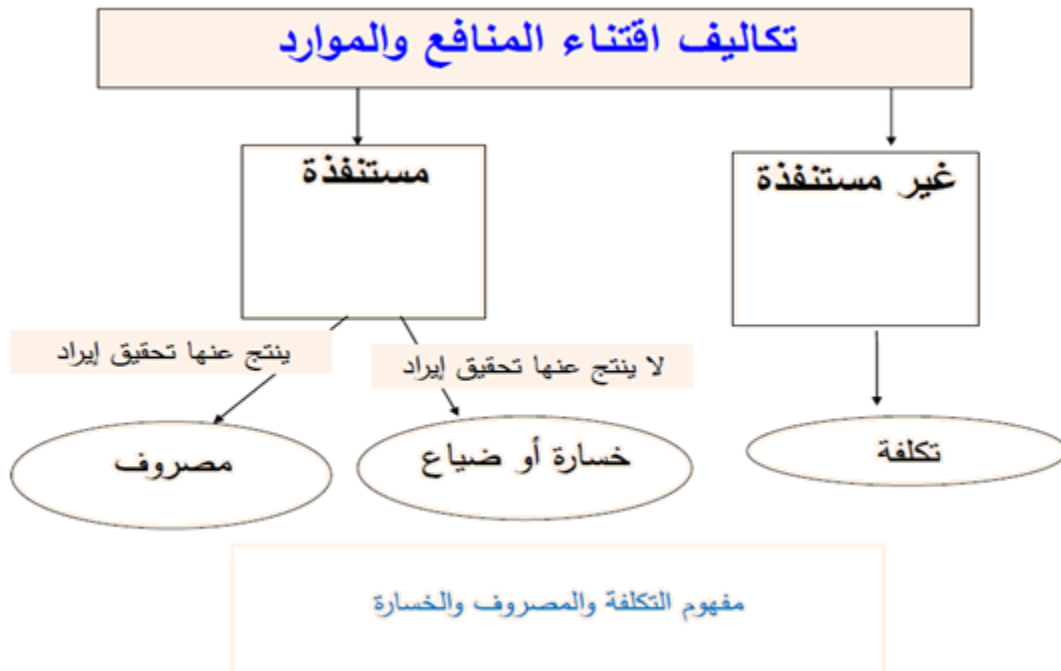 تكاليف اقتناء المنافع والموارد
غير مستنفذة
مستنفذة
لا ينتج عنها تحقيق إيراد
ينتج عنها تحقيق إيراد
تكلفة
خسارة أو ضياع
مصروف
مفهوم التكلفة والمصروف والخسارة